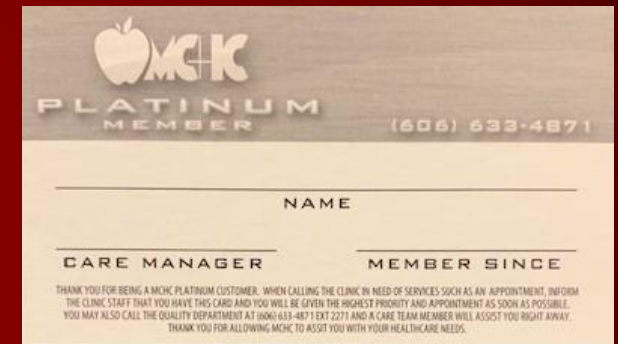 MCHC
PLATINUM
MEMBER
(606) 633-4871
NAME
CARE MANAGER MEMBER SINCE
THANK YOU FOR BEING A MCHC PLATINUM CUSTOMER. WHEN CALLING THE CLINIC IN NEED OF SERVICES SUCH AS AN APPOINTMENT, INFORM
THE CLINIC STAFF THAT YOU HAVE THIS CARD AND YOU WILL BE GIVEN THE HIGHEST PRIORITY AND APPOINTMENT AS SOON AS POSSIBLE.
YOU MAY ALSO CALL THE QUALITY DEPARTMENT AT (606) 633-4871 EXT 2271 AND A CARE TEAM MEMBER WILL ASSIST YOU RIGHT AWAY.
THANK YOU FOR ALLOWING MCHC TO ASSIT YOU WITH YOUR HEALTHCARE NEEDS.